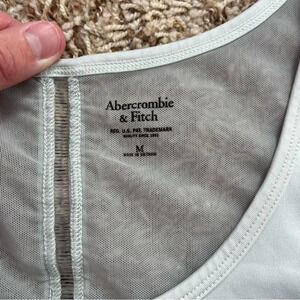 Abercrombie
& Fitch
REG. U.S. PAT. TRADEMARK
QUALITY SINCE 1892
M
MADE IN VIETNAM